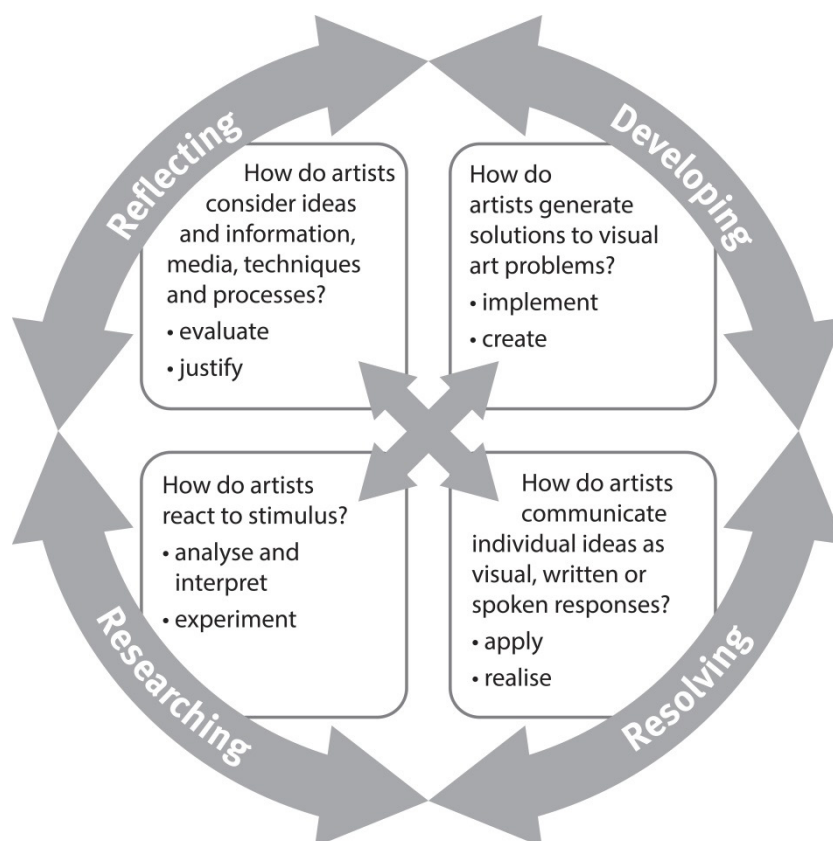 Reflecting
How do artists
consider ideas
and information,
media, techniques
and processes?
• evaluate
• justify
Developing
How do
artists generate
solutions to visual
art problems?
• implement
• create
Researching
How do artists
react to stimulus?
• analyse and
interpret
• experiment
Resolving
How do artists
communicate
individual ideas as
visual, written or
spoken responses?
• apply
• realise